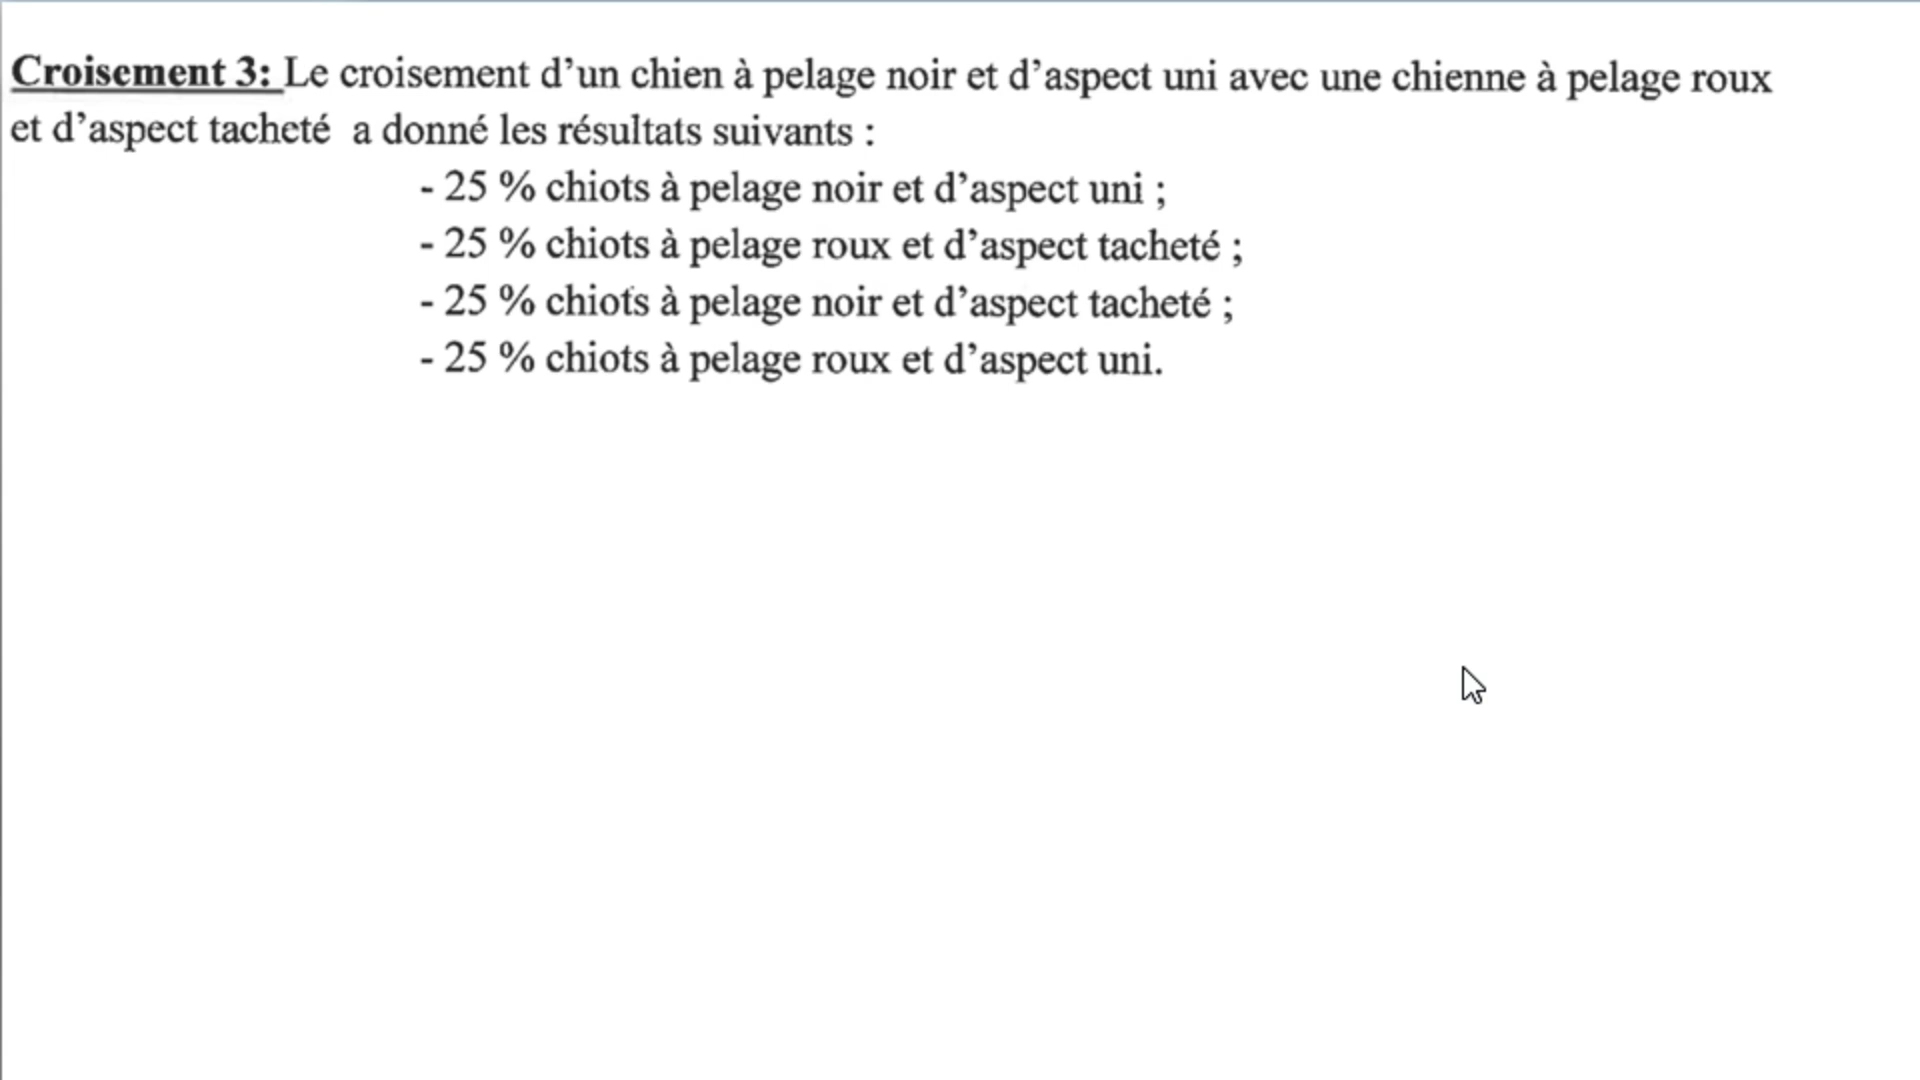 Croisement 3: Le croisement d'un chien à pelage noir et d'aspect uni avec une chienne à pelage roux
et d'aspect tacheté a donné les résultats suivants :
- 25 % chiots à pelage noir et d'aspect uni ;
- 25 % chiots à pelage roux et d'aspect tacheté ;
- 25 % chiots à pelage noir et d'aspect tacheté ;
- 25 % chiots à pelage roux et d'aspect uni.